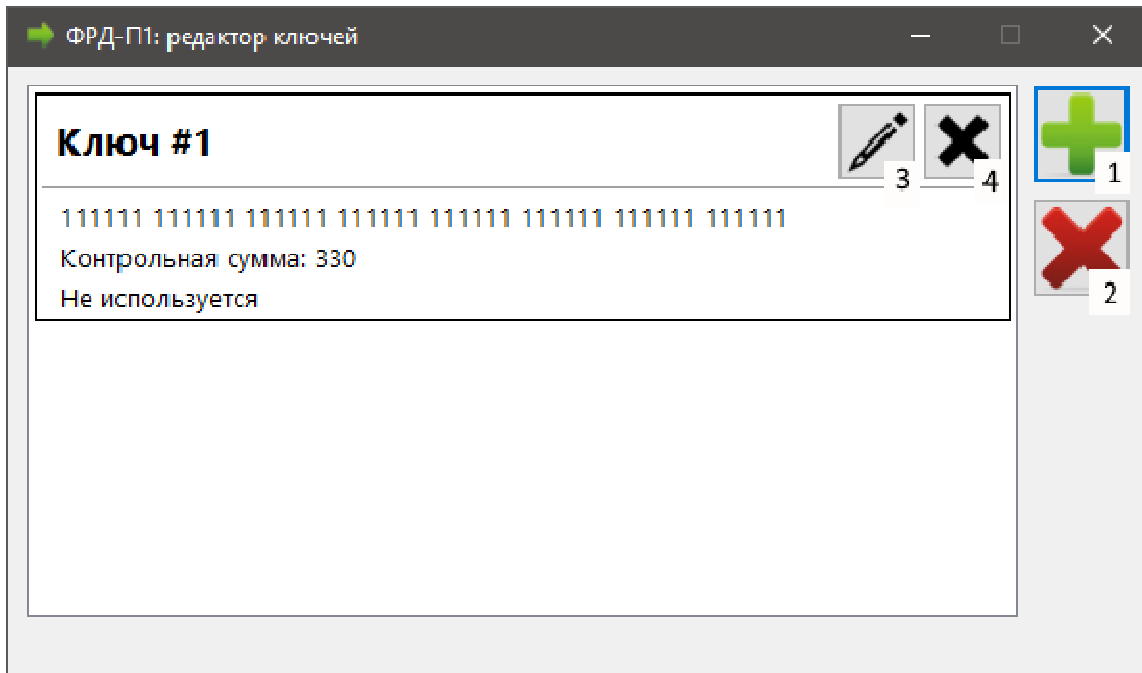 ФРД-П1: редактор ключей
Ключ #1
3
4
1
111111 111111 111111 111111 111111 111111 111111 111111
Контрольная сумма: 330
2
Не используется